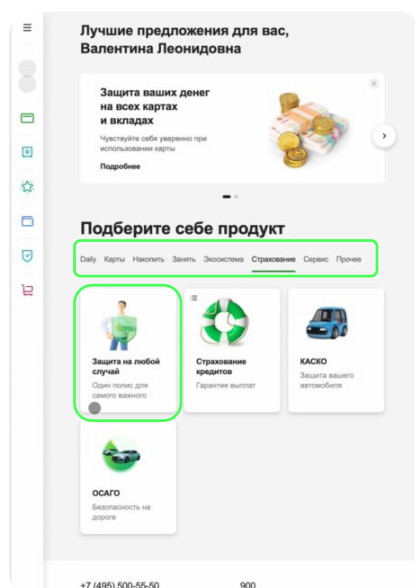 Лучшие предложения для вас,
Валентина Леонидовна
Защита ваших денег
на всех картах
и вкладах
Чувствуйте себя уверенно при
использовании карты
Подробнее
Подберите себе продукт
Daily Карты Накопить Занять Экосистема Страхование Сервис Прочее
Защита на любой
случай
Один полис для
самого важного
Страхование
кредитов
Гарантия выплат
КАСКО
Защита вашего
автомобиля
ОСАГО
Безопасность на
дороге
+7 (495) 500-55-50 900